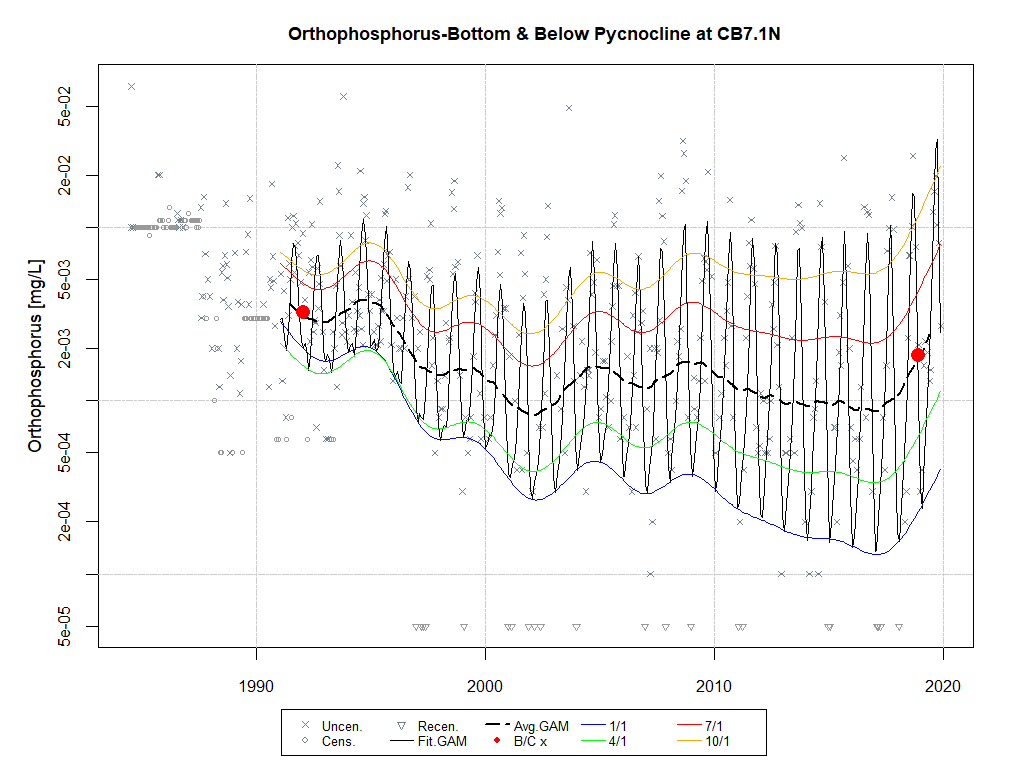 Orthophosphorus-Bottom & Below Pycnocline at CB7.1N
Orthophosphorus [mg/L]
5e-02
2e-02
5e-03
2e-03
5e-04
2e-04
5e-05
1990 2000 2010 2020
Uncen. Recen. Avg.GAM 1/1 7/1
Cens. Fit.GAM B/C x 4/1 10/1